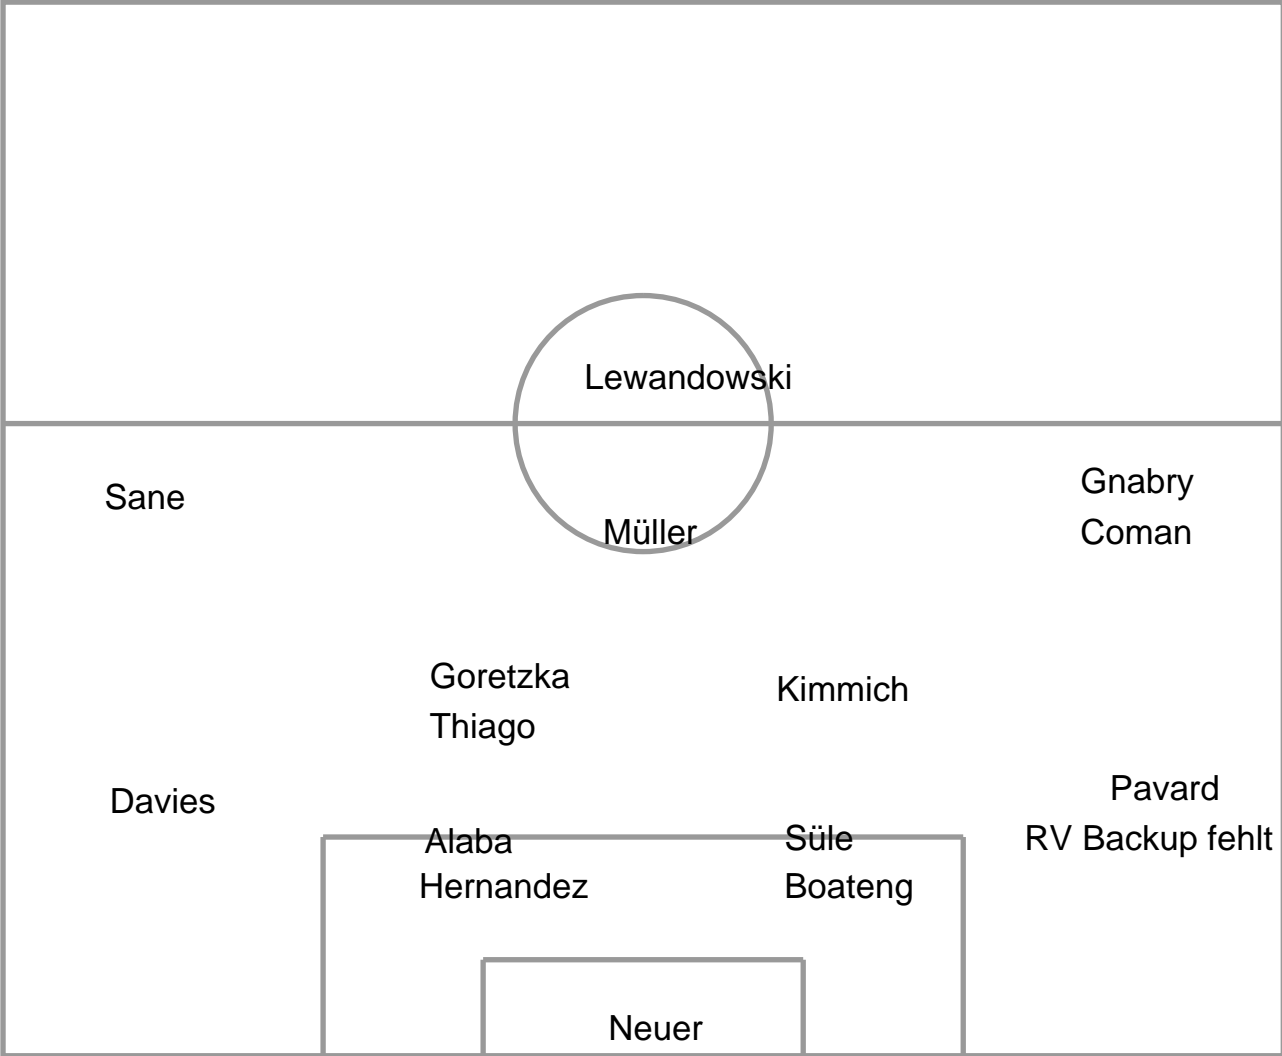 Lewandowski
Sane
Gnabry
Coman
Müller
Goretzka
Thiago
Kimmich
Davies
Pavard
RV Backup fehlt
Alaba
Hernandez
Süle
Boateng
Neuer